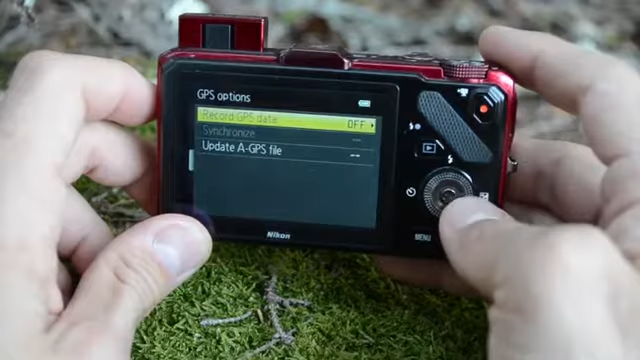 GPS options
Record GPS data OFF
Synchronize ---
Update A-GPS file --
Nikon
MENU